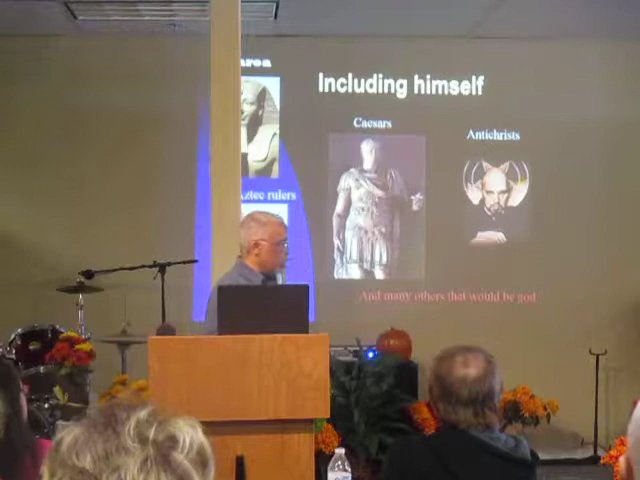 Including himself
Caesars
Antichrists
Aztec rulers
And many others that would be god